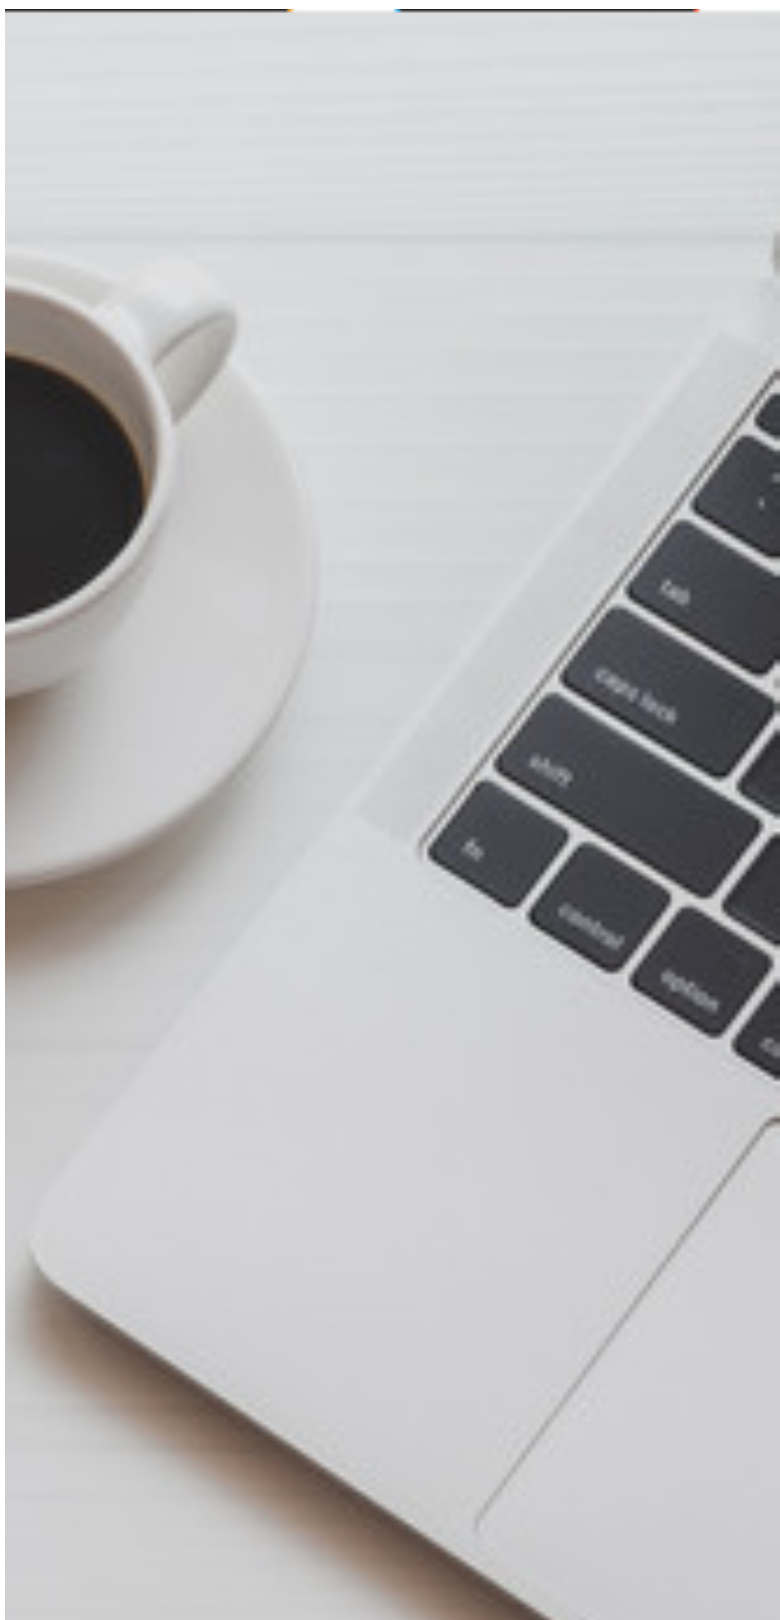 tab
caps lock
shift
fn
control
option